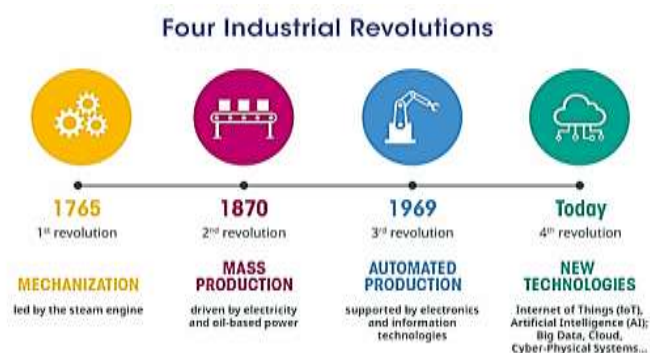 Four Industrial Revolutions
1765
1st revolution
MECHANIZATION
led by the steam engine
1870
2nd revolution
MASS
PRODUCTION
driven by electricity
and oil-based power
1969
3rd revolution
AUTOMATED
PRODUCTION
supported by electronics
and information
technologies
Today
4th revolution
NEW
TECHNOLOGIES
Internet of Things (IoT),
Artificial Intelligence (AI);
Big Data, Cloud,
Cyber-Physical Systems...